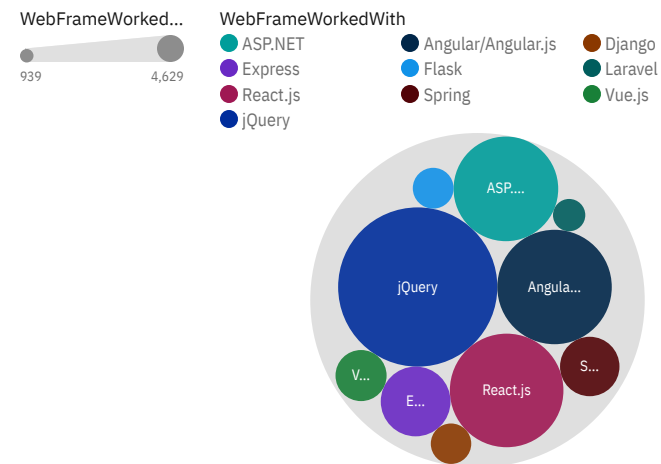 WebFrameWorked...
939
4,629
WebFrameWorkedWith
ASP.NET
Angular/Angular.js
Django
Express
Flask
Laravel
React.js
Spring
Vue.js
jQuery
ASP....
jQuery
Angula...
V...
E...
React.js
S...